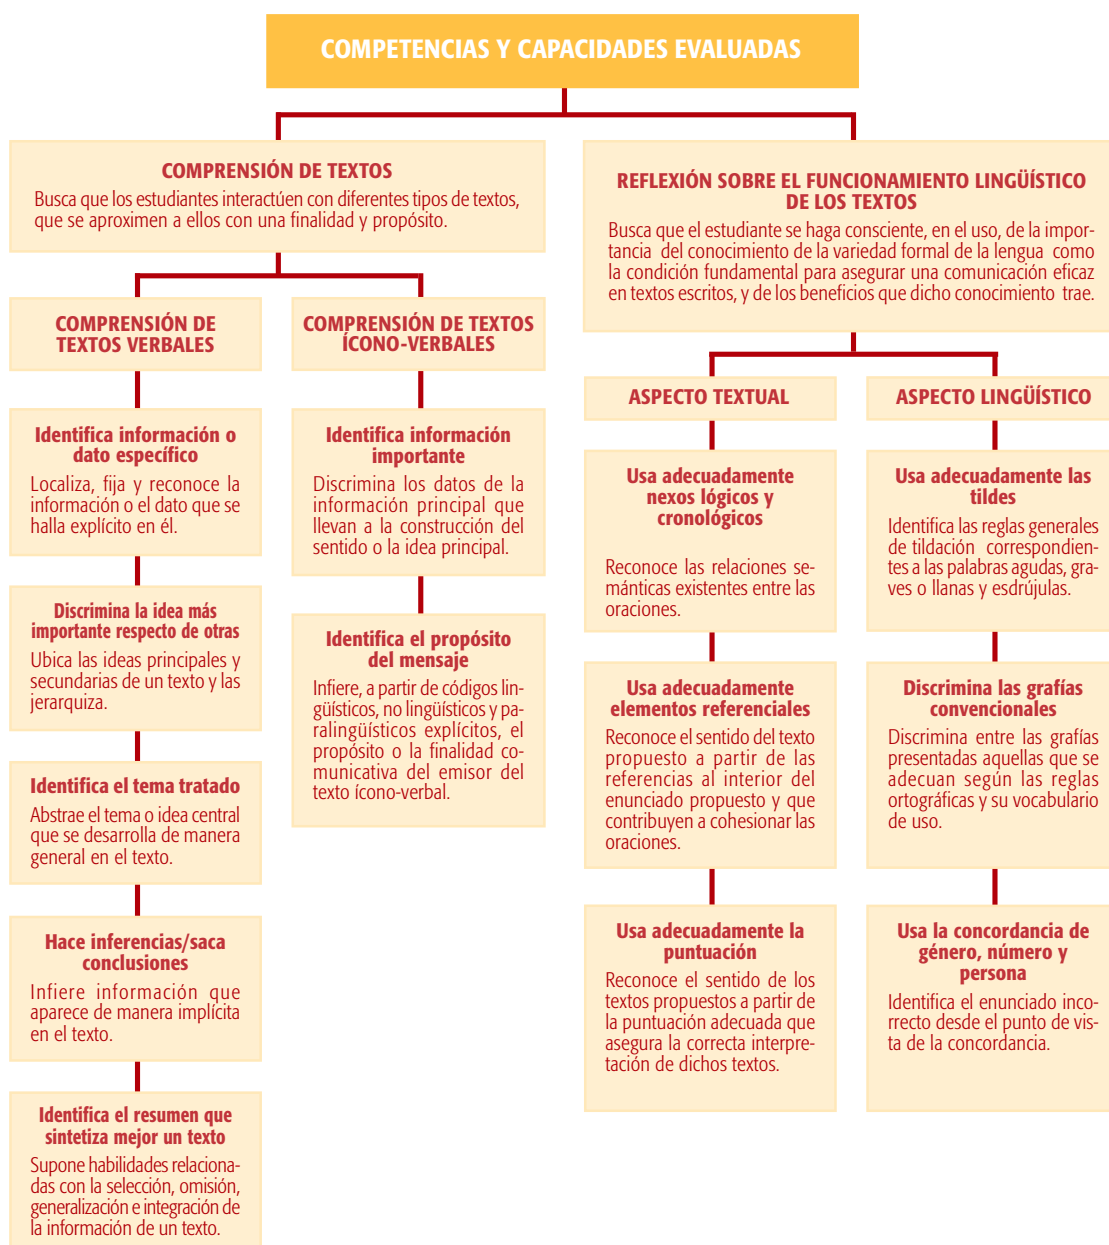 COMPETENCIAS Y CAPACIDADES EVALUADAS
COMPRENSIÓN DE TEXTOS
Busca que los estudiantes interactúen con diferentes tipos de textos,
que se aproximen a ellos con una finalidad y propósito.
COMPRENSIÓN DE
TEXTOS VERBALES
Identifica información o
dato específico
Localiza, fija y reconoce la
información o el dato que se
halla explícito en él.
Discrimina la idea más
importante respecto de otras
Ubica las ideas principales y
secundarias de un texto y las
jerarquiza.
Identifica el tema tratado
Abstrae el tema o idea central
que se desarrolla de manera
general en el texto.
Hace inferencias/saca
conclusiones
Infiere información que
aparece de manera implícita
en el texto.
Identifica el resumen que
sintetiza mejor un texto
Supone habilidades relaciona-
das con la selección, omisión,
generalización e integración de
la información de un texto.
COMPRENSIÓN DE TEXTOS
ÍCONO-VERBALES
Identifica información
importante
Discrimina los datos de la
información principal que
llevan a la construcción del
sentido o la idea principal.
Identifica el propósito
del mensaje
Infiere, a partir de códigos lin-
güísticos, no lingüísticos y pa-
ralingüísticos explícitos, el
propósito o la finalidad co-
municativa del emisor del
texto ícono-verbal.
REFLEXIÓN SOBRE EL FUNCIONAMIENTO LINGÜÍSTICO
DE LOS TEXTOS
Busca que el estudiante se haga consciente, en el uso, de la impor-
tancia del conocimiento de la variedad formal de la lengua como
la condición fundamental para asegurar una comunicación eficaz
en textos escritos, y de los beneficios que dicho conocimiento trae.
ASPECTO TEXTUAL
Usa adecuadamente
nexos lógicos y
cronológicos
Reconoce las relaciones se-
mánticas existentes entre las
oraciones.
Usa adecuadamente
elementos referenciales
Reconoce el sentido del texto
propuesto a partir de las
referencias al interior del
enunciado propuesto y que
contribuyen a cohesionar las
oraciones.
Usa adecuadamente la
puntuación
Reconoce el sentido de los
textos propuestos a partir de
la puntuación adecuada que
asegura la correcta interpre-
tación de dichos textos.
ASPECTO LINGÜÍSTICO
Usa adecuadamente las
tildes
Identifica las reglas generales
de tildación correspondien-
tes a las palabras agudas, gra-
ves o llanas y esdrújulas.
Discrimina las grafías
convencionales
Discrimina entre las grafías
presentadas aquellas que se
adecuan según las reglas
ortográficas y su vocabulario
de uso.
Usa la concordancia de
género, número y
persona
Identifica el enunciado inco-
rrecto desde el punto de vis-
ta de la concordancia.